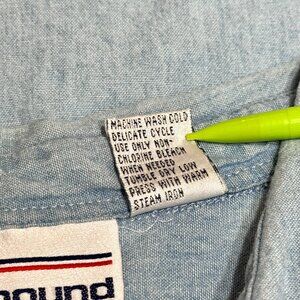 MACHINE WASH COLD
DELICATE CYCLE
USE ONLY NON-
CHLORINE BLEACH
WHEN NEEDED
TUMBLE DRY LOW
PRESS WITH WARM
STEAM IRON
ound